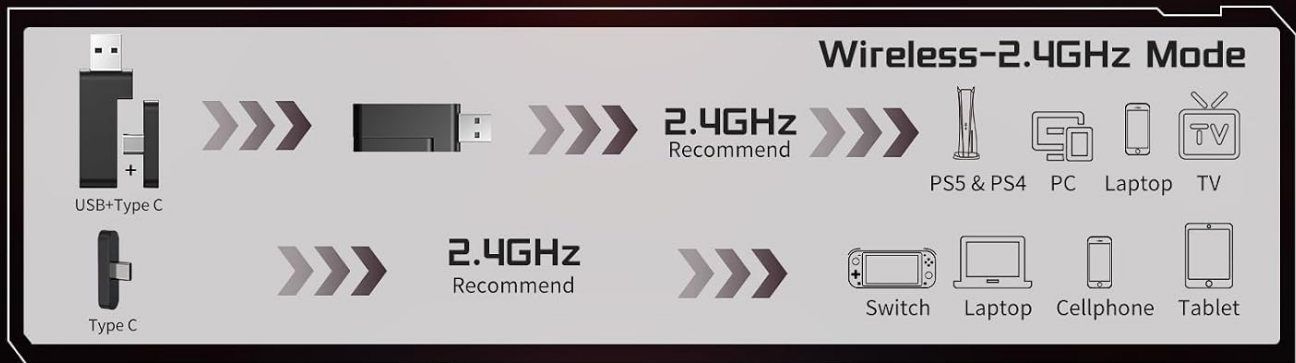 Wireless-2.4GHz Mode
+
USB+Type C
2.4GHz
Recommend
TV
PS5 & PS4 PC Laptop TV
Type C
2.4GHz
Recommend
Switch Laptop Cellphone Tablet